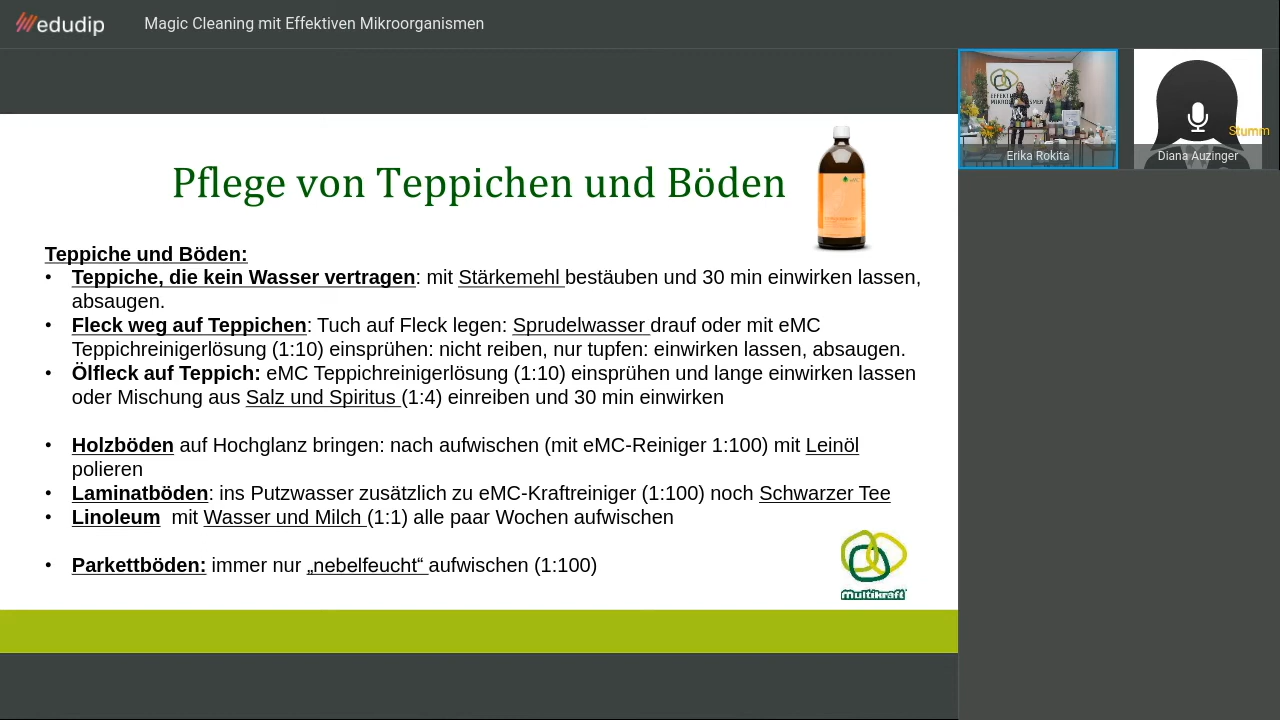 edudip
Magic Cleaning mit Effektiven Mikroorganismen
Erika Rokita
Stumm
Diana Auzinger
Pflege von Teppichen und Böden
Teppiche und Böden:
• Teppiche, die kein Wasser vertragen: mit Stärkemehl bestäuben und 30 min einwirken lassen,
absaugen.
• Fleck weg auf Teppichen: Tuch auf Fleck legen: Sprudelwasser drauf oder mit eMC
Teppichreinigerlösung (1:10) einsprühen: nicht reiben, nur tupfen: einwirken lassen, absaugen.
• Ölfleck auf Teppich: eMC Teppichreinigerlösung (1:10) einsprühen und lange einwirken lassen
oder Mischung aus Salz und Spiritus (1:4) einreiben und 30 min einwirken
• Holzböden auf Hochglanz bringen: nach aufwischen (mit eMC-Reiniger 1:100) mit Leinöl
polieren
• Laminatböden: ins Putzwasser zusätzlich zu eMC-Kraftreiniger (1:100) noch Schwarzer Tee
• Linoleum mit Wasser und Milch (1:1) alle paar Wochen aufwischen
• Parkettböden: immer nur „nebelfeucht“ aufwischen (1:100)
multikraft